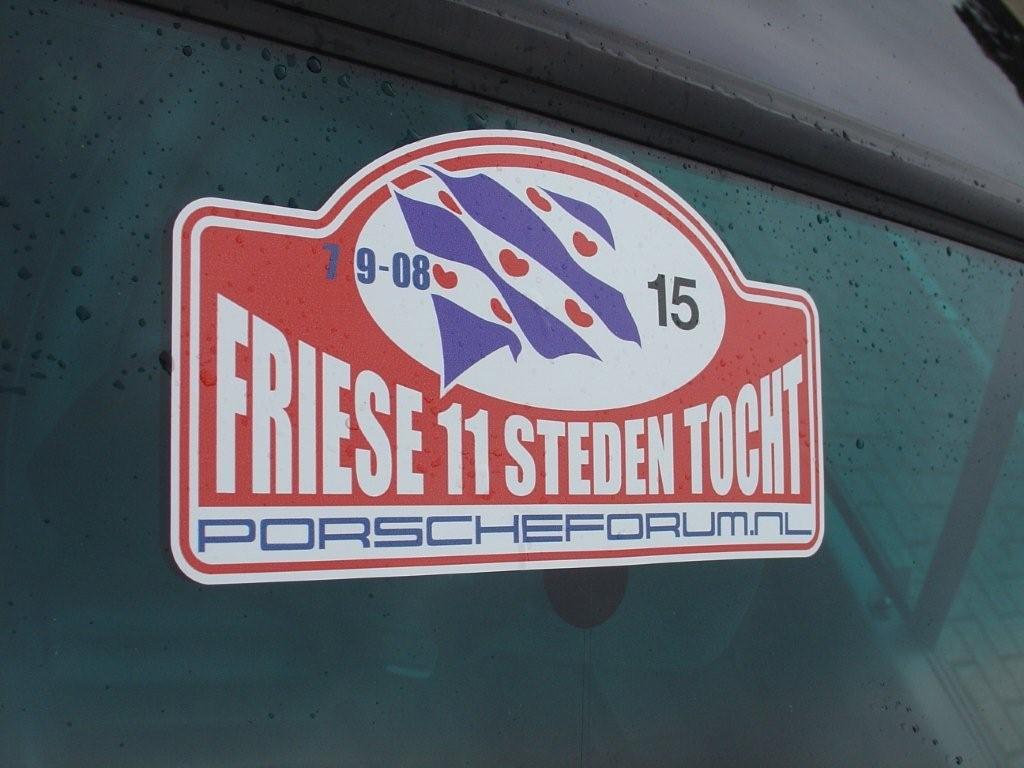 7 9-08
15
FRIESE 11 STEDEN TOCHT
PORSCHEFORUM.NL